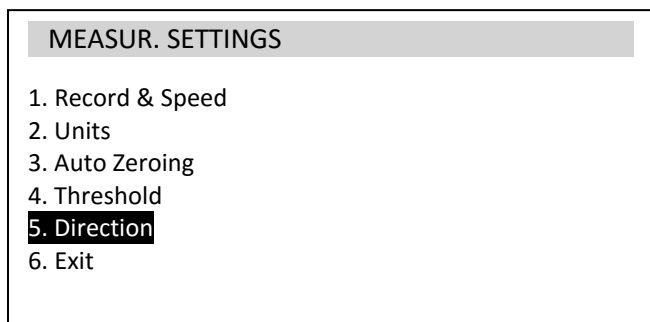 MEASUR. SETTINGS
1. Record & Speed
2. Units
3. Auto Zeroing
4. Threshold
5. Direction
6. Exit